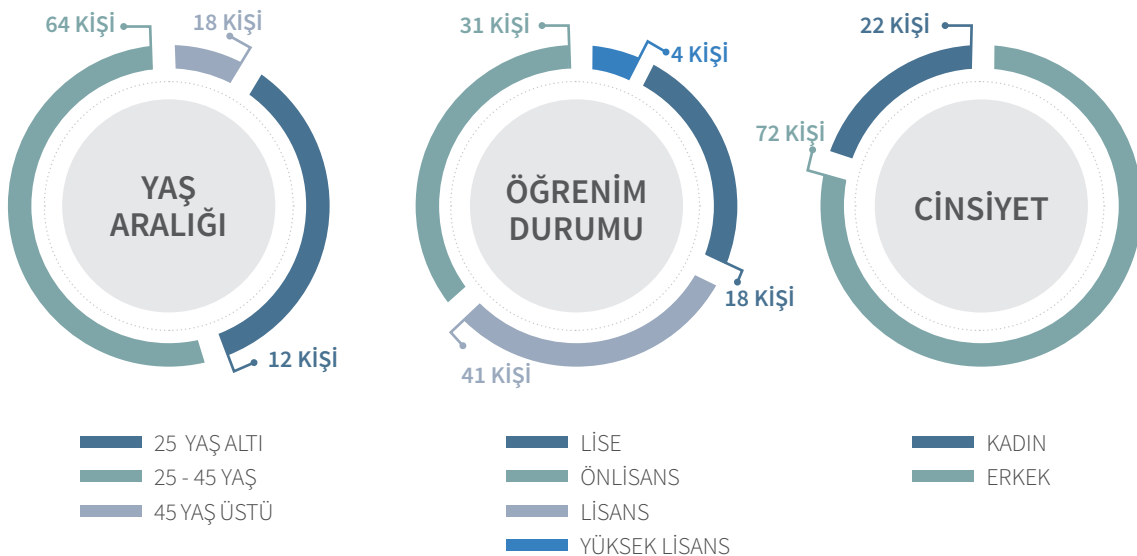 64 KİŞİ
18 KİŞİ
YAŞ
ARALIĞI
12 KİŞİ
25 YAŞ ALTI
25 - 45 YAŞ
45 YAŞ ÜSTÜ
31 KİŞİ
4 KİŞİ
ÖĞRENİM
DURUMU
18 KİŞİ
41 KİŞİ
LİSE
ÖNLİSANS
LİSANS
YÜKSEK LİSANS
22 KİŞİ
72 KİŞİ
CİNSİYET
KADIN
ERKEK